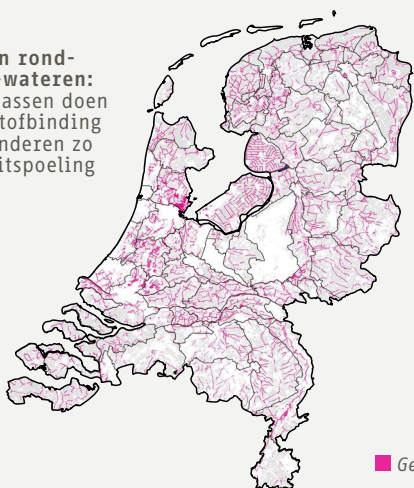 n rond-
wateren:
assen doen
tofbinding
nderen zo
itspoeling
Ge